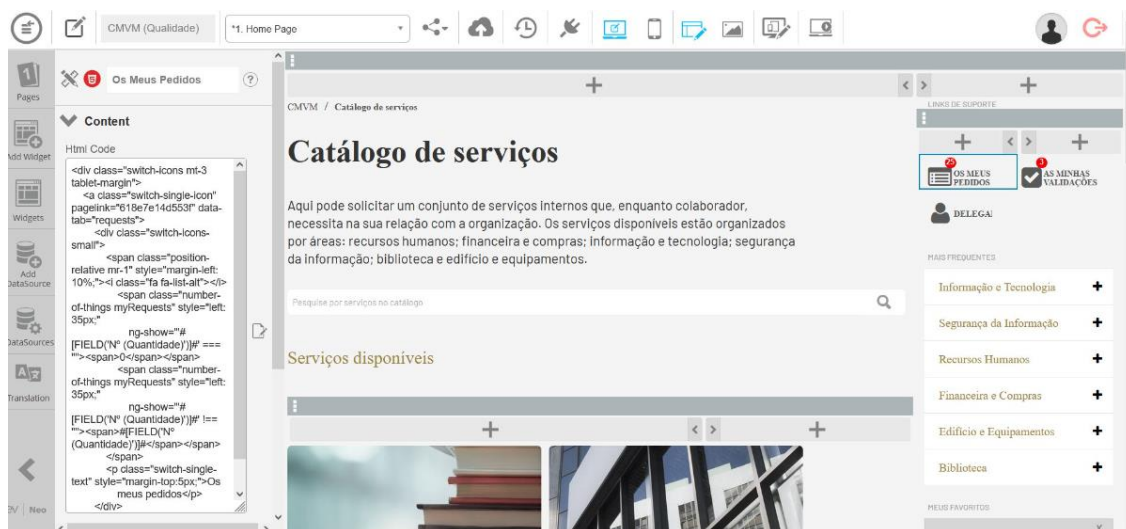 CMVM (Qualidade)
*1. Home Page
Pages
Add Widget
Widgets
Add
DataSource
DataSources
Translation
EV | Neo
Os Meus Pedidos
?
Content
Html Code
<div class="switch-icons mt-3
tablet-margin">
<a class="switch-single-icon"
pagelink="618e7e14d553f" data-
tab="requests">
<div class="switch-icons-
small">
<span class="position-
relative mr-1" style="margin-left:
10%;"><i class="fa fa-list-alt"></i>
<span class="number-
of-things myRequests" style="left:
35px;"
ng-show="'#
[FIELD('Nº (Quantidade)')]#' ===
''"><span>0</span></span>
<span class="number-
of-things myRequests" style="left:
35px;"
ng-show="'#
[FIELD('Nº (Quantidade)')]#' !==
''"><span>#[FIELD('Nº
(Quantidade)')]#</span></span>
</span>
<p class="switch-single-
text" style="margin-top:5px;">Os
meus pedidos</p>
</div>
CMVM / Catálogo de serviços
Catálogo de serviços
Aqui pode solicitar um conjunto de serviços internos que, enquanto colaborador,
necessita na sua relação com a organização. Os serviços disponíveis estão organizados
por áreas: recursos humanos; financeira e compras; informação e tecnologia; segurança
da informação; biblioteca e edifício e equipamentos.
Pesquise por serviços no catálogo
Serviços disponíveis
LINKS DE SUPORTE
25
OS MEUS
PEDIDOS
3
AS MINHAS
VALIDAÇÕES
DELEGA
MAIS FREQUENTES
Informação e Tecnologia
Segurança da Informação
Recursos Humanos
Financeira e Compras
Edifício e Equipamentos
Biblioteca
MEUS FAVORITOS